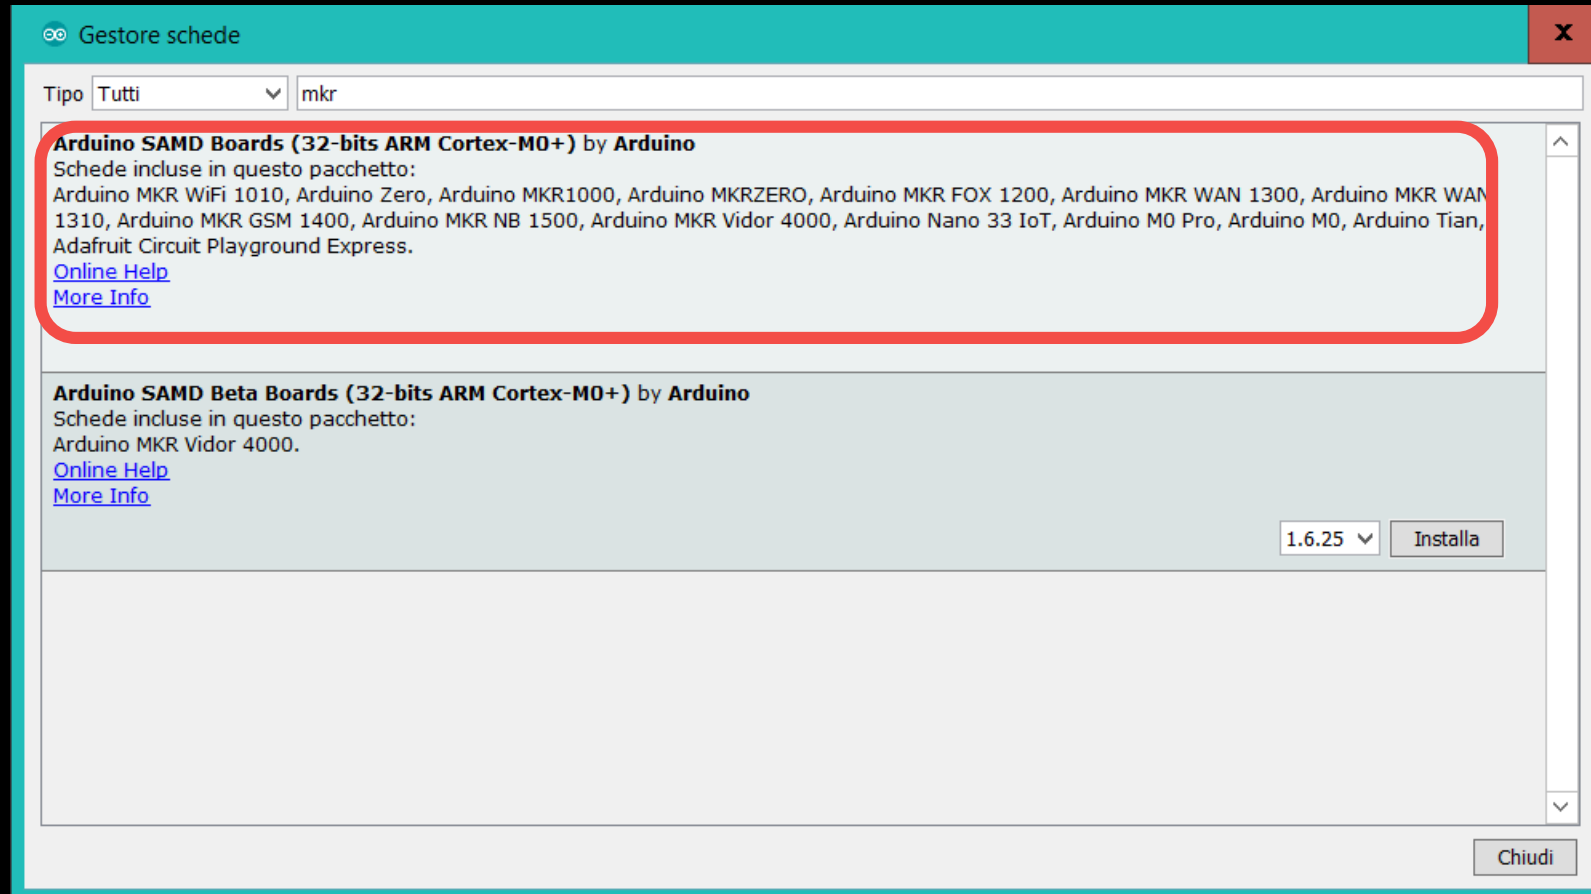 Gestore schede
Tipo Tutti mkr
Arduino SAMD Boards (32-bits ARM Cortex-M0+) by Arduino
Schede incluse in questo pacchetto:
Arduino MKR WiFi 1010, Arduino Zero, Arduino MKR1000, Arduino MKRZERO, Arduino MKR FOX 1200, Arduino MKR WAN 1300, Arduino MKR WAN
1310, Arduino MKR GSM 1400, Arduino MKR NB 1500, Arduino MKR Vidor 4000, Arduino Nano 33 IoT, Arduino M0 Pro, Arduino M0, Arduino Tian,
Adafruit Circuit Playground Express.
Online Help
More Info
Arduino SAMD Beta Boards (32-bits ARM Cortex-M0+) by Arduino
Schede incluse in questo pacchetto:
Arduino MKR Vidor 4000.
Online Help
More Info
1.6.25 Installa
Chiudi